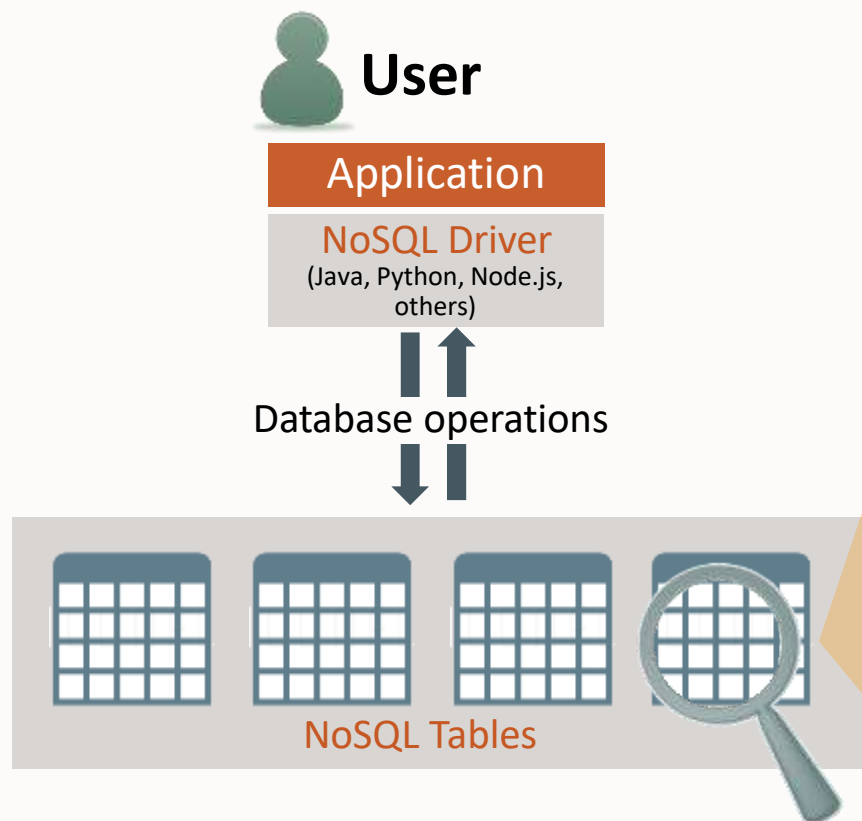 User
Application
NoSQL Driver
(Java, Python, Node.js,
others)
Database operations
NoSQL Tables